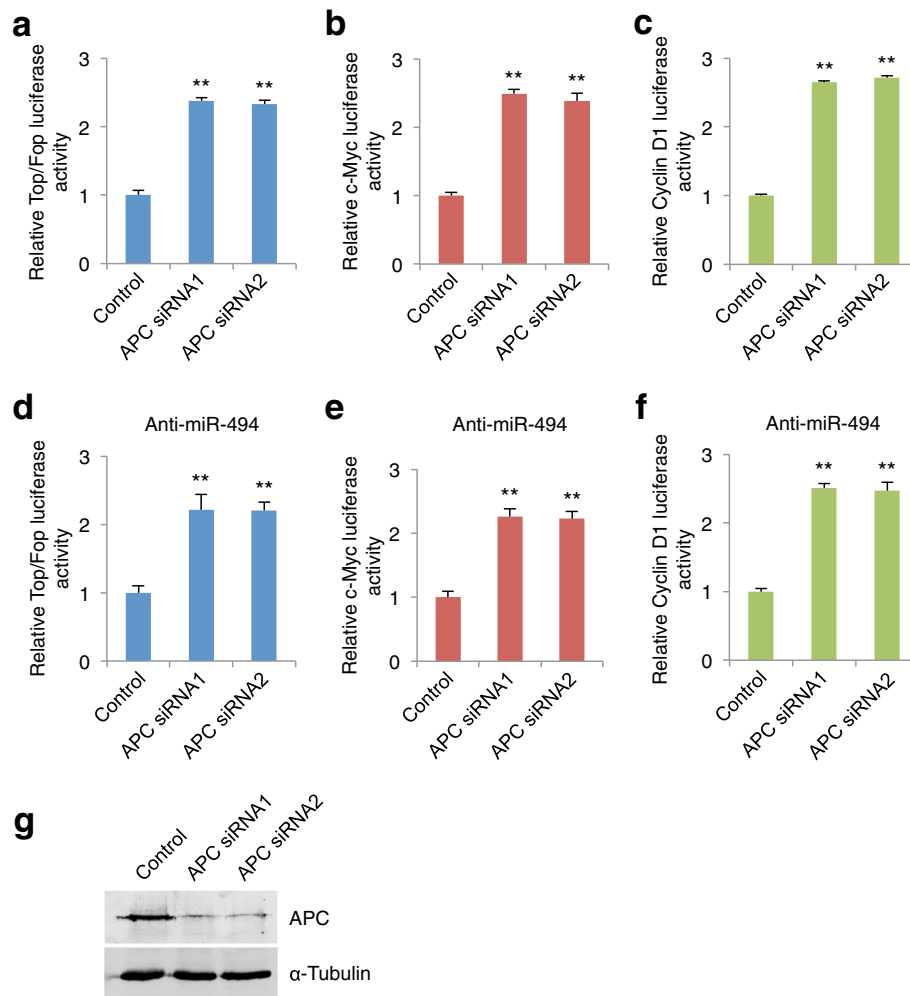 a
Relative Top/Fop luciferase
activity
3
2
1
0
**
**
Control
APC siRNA1
APC siRNA2
b
Relative c-Myc luciferase
activity
3
2
1
0
**
**
Control
APC siRNA1
APC siRNA2
c
Relative Cyclin D1 luciferase
activity
3
2
1
0
**
**
Control
APC siRNA1
APC siRNA2
d
Anti-miR-494
Relative Top/Fop luciferase
activity
3
2
1
0
**
**
Control
APC siRNA1
APC siRNA2
e
Anti-miR-494
Relative c-Myc luciferase
activity
3
2
1
0
**
**
Control
APC siRNA1
APC siRNA2
f
Anti-miR-494
Relative Cyclin D1 luciferase
activity
3
2
1
0
**
**
Control
APC siRNA1
APC siRNA2
g
Control
APC siRNA1
APC siRNA2
APC
α-Tubulin